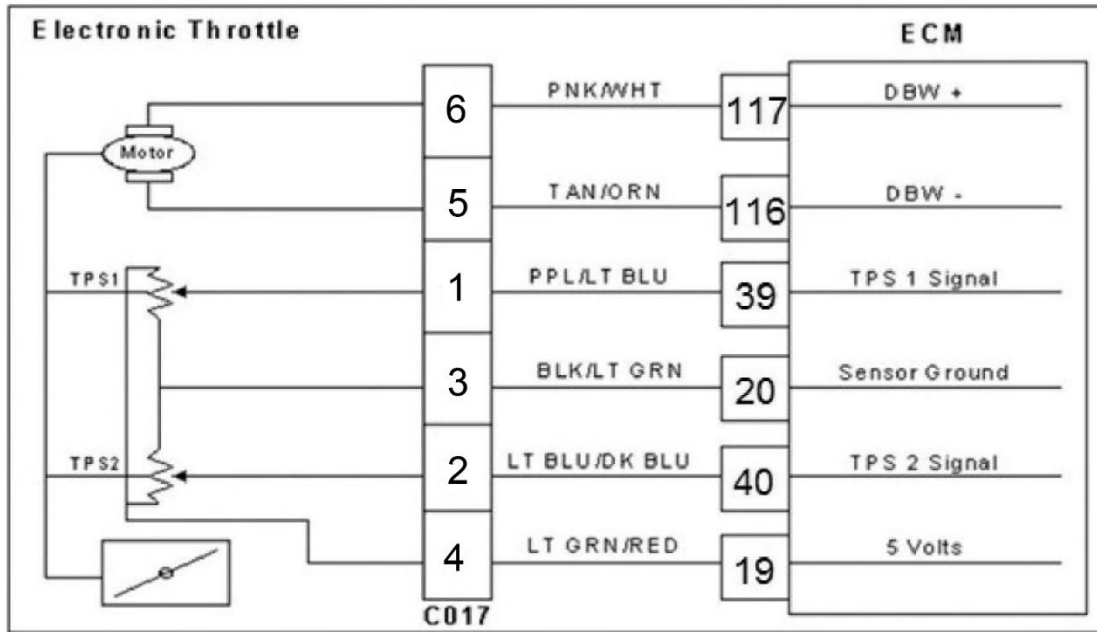 Electronic Throttle
ECM
6
PNK/WHT
117
DBW +
Motor
5
TAN/ORN
116
DBW -
TPS1
1
PPL/LT BLU
39
TPS 1 Signal
3
BLK/LT GRN
20
Sensor Ground
TPS2
2
LT BLU/DK BLU
40
TPS 2 Signal
4
LT GRN/RED
19
5 Volts
C017